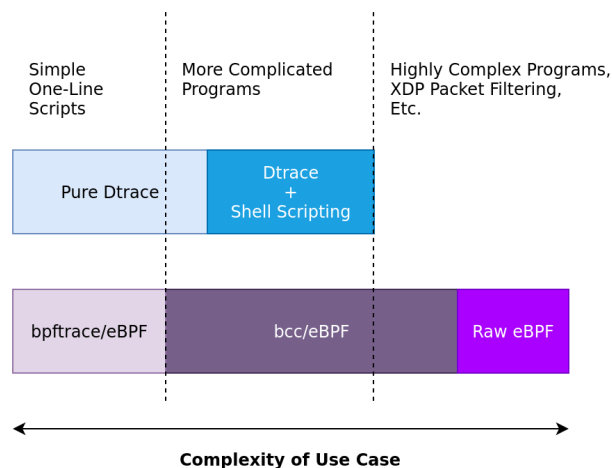 Simple
One-Line
Scripts
More Complicated
Programs
Highly Complex Programs,
XDP Packet Filtering,
Etc.
Pure Dtrace
Dtrace
+
Shell Scripting
bpftrace/eBPF
bcc/eBPF
Raw eBPF
Complexity of Use Case